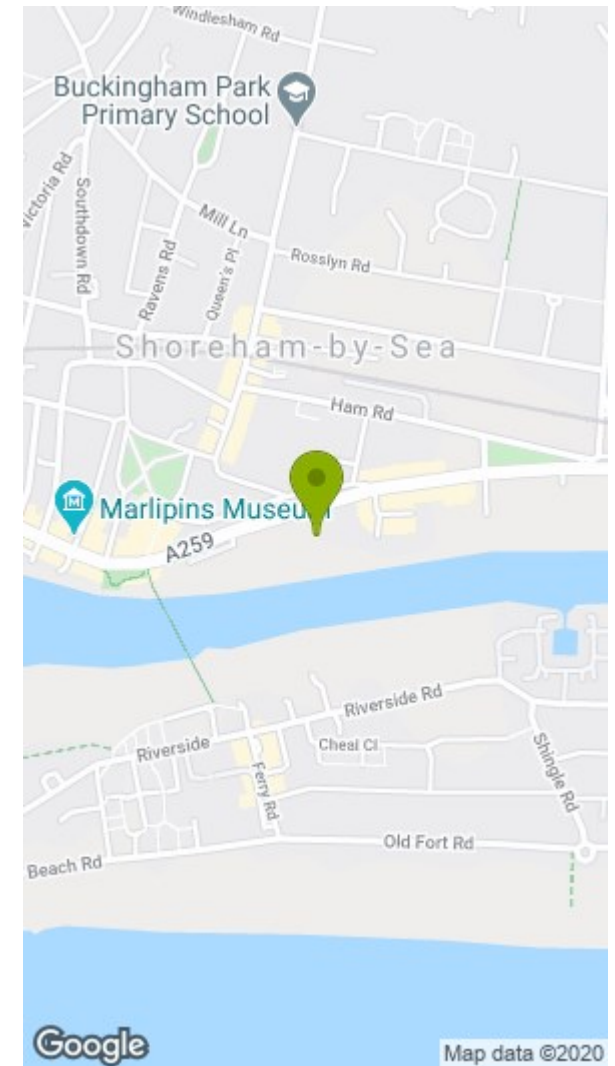 Windlesham Rd
Buckingham Park
Primary School
Victoria Rd
Southdown Rd
Ravens Rd
Mill Ln
Queen's Pl
Rosslyn Rd
Shoreham-by-Sea
Ham Rd
M
Marlipins Museum
A259
Riverside Rd
Riverside
Cheal Cl
Ferry Rd
Shingle Rd
Old Fort Rd
Beach Rd
Google
Map data ©2020